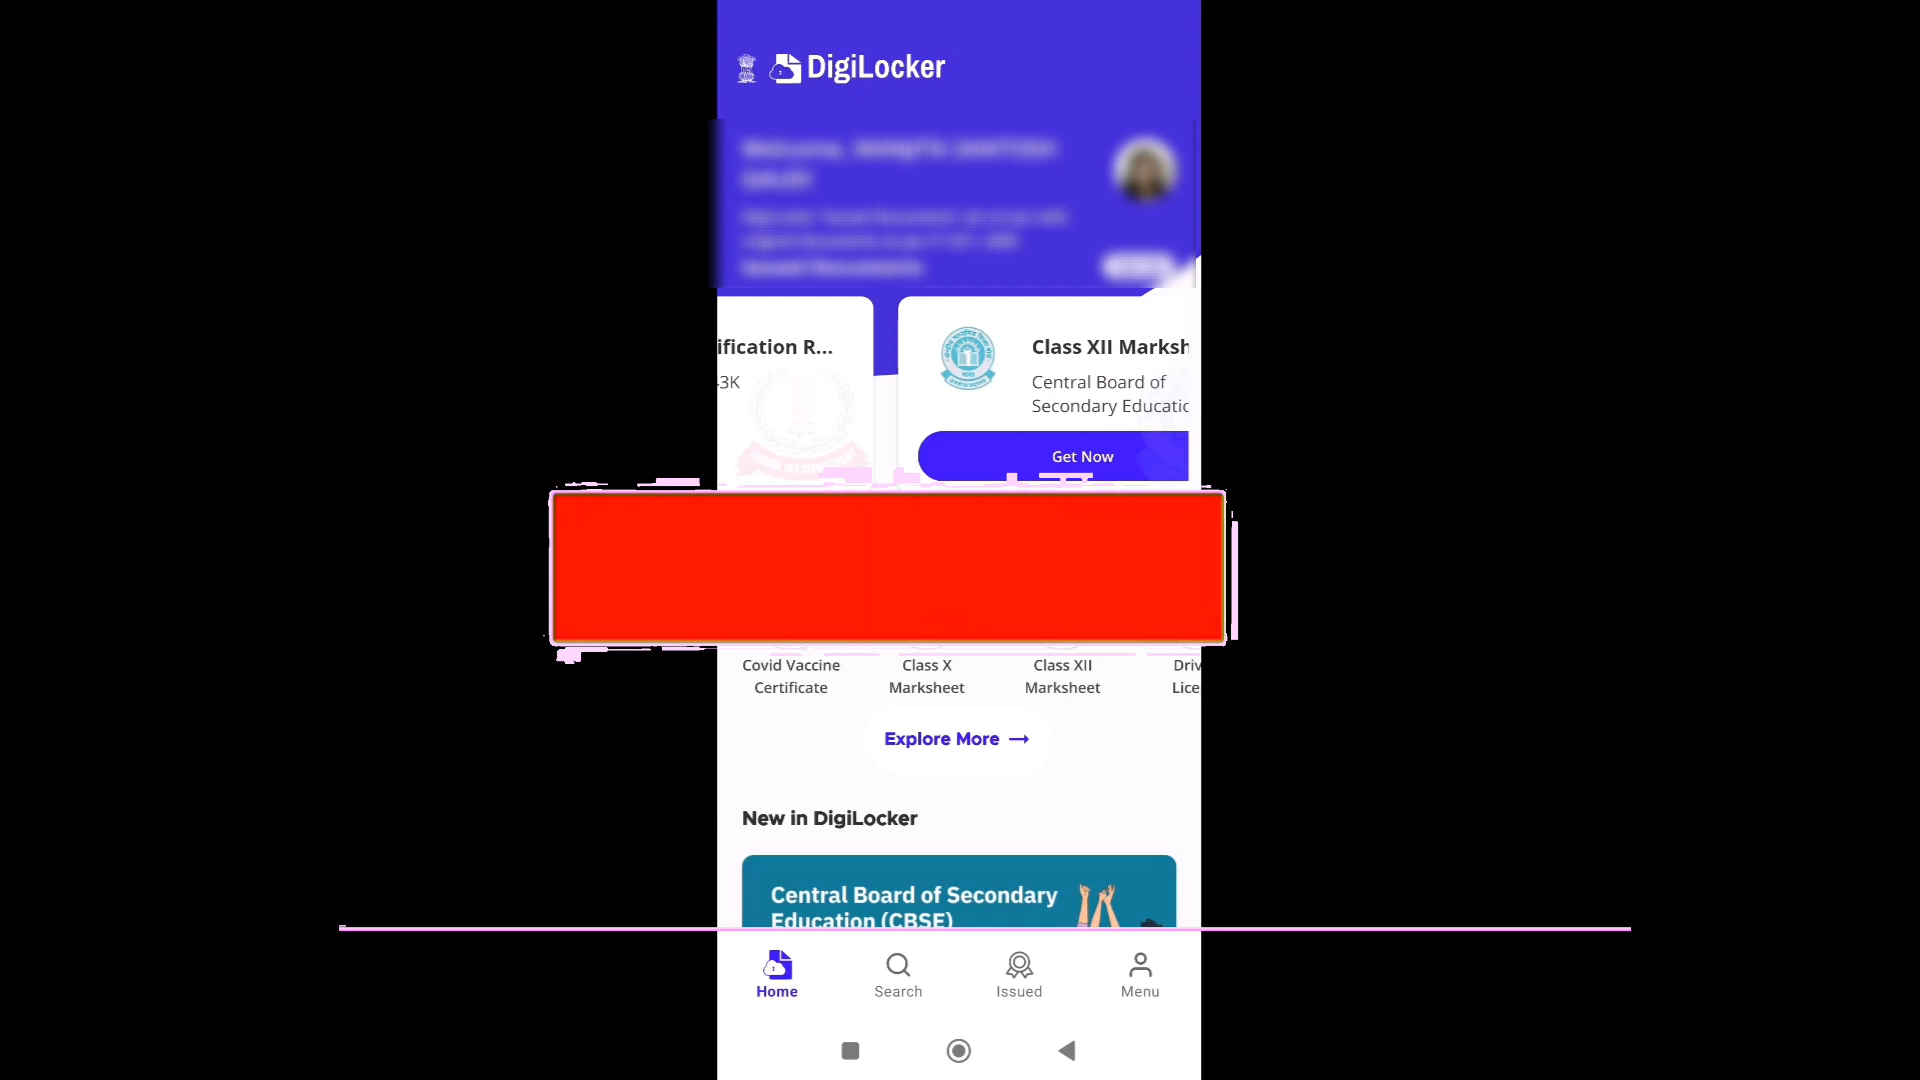 DigiLocker
ification R...
3K
Class XII Marksh
Central Board of
Secondary Educatic
Get Now
Covid Vaccine
Certificate
Class X
Marksheet
Class XII
Marksheet
Driv
Lice
Explore More →
New in DigiLocker
Central Board of Secondary
Education (CBSE)
Home
Search
Issued
Menu